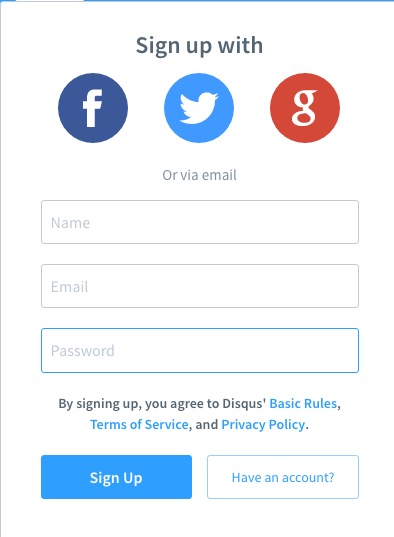 Sign up with
f
g
Or via email
Name
Email
Password
By signing up, you agree to Disqus' Basic Rules,
Terms of Service, and Privacy Policy.
Sign Up
Have an account?